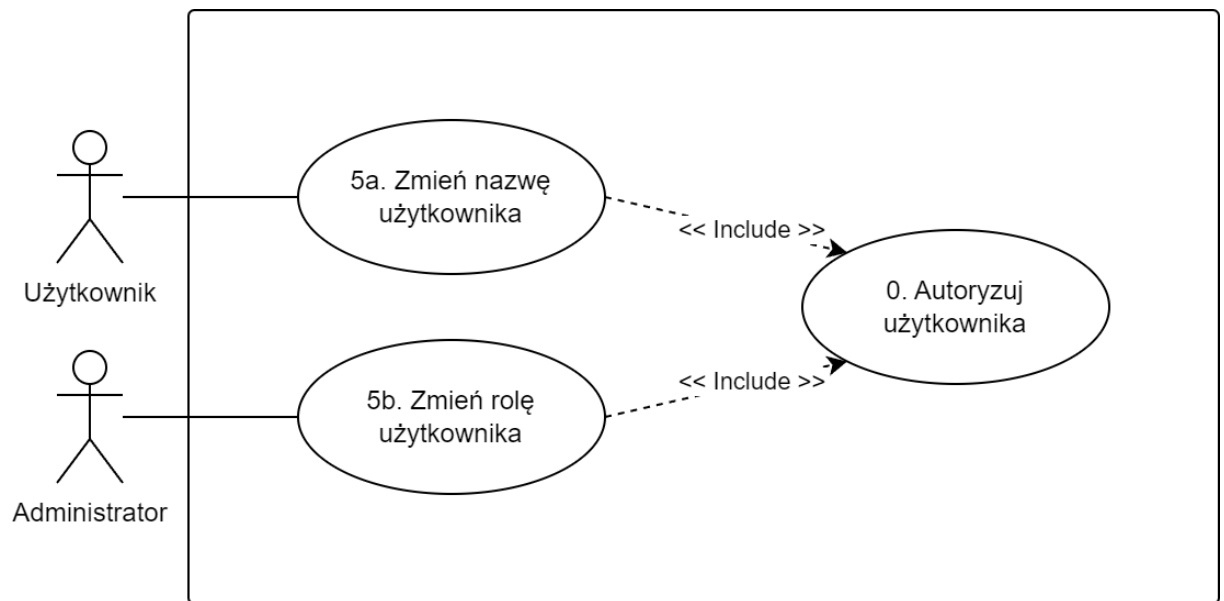 5a. Zmień nazwę
użytkownika
<< Include >>
Użytkownik
0. Autoryzuj
użytkownika
5b. Zmień rolę
użytkownika
<< Include >>
Administrator